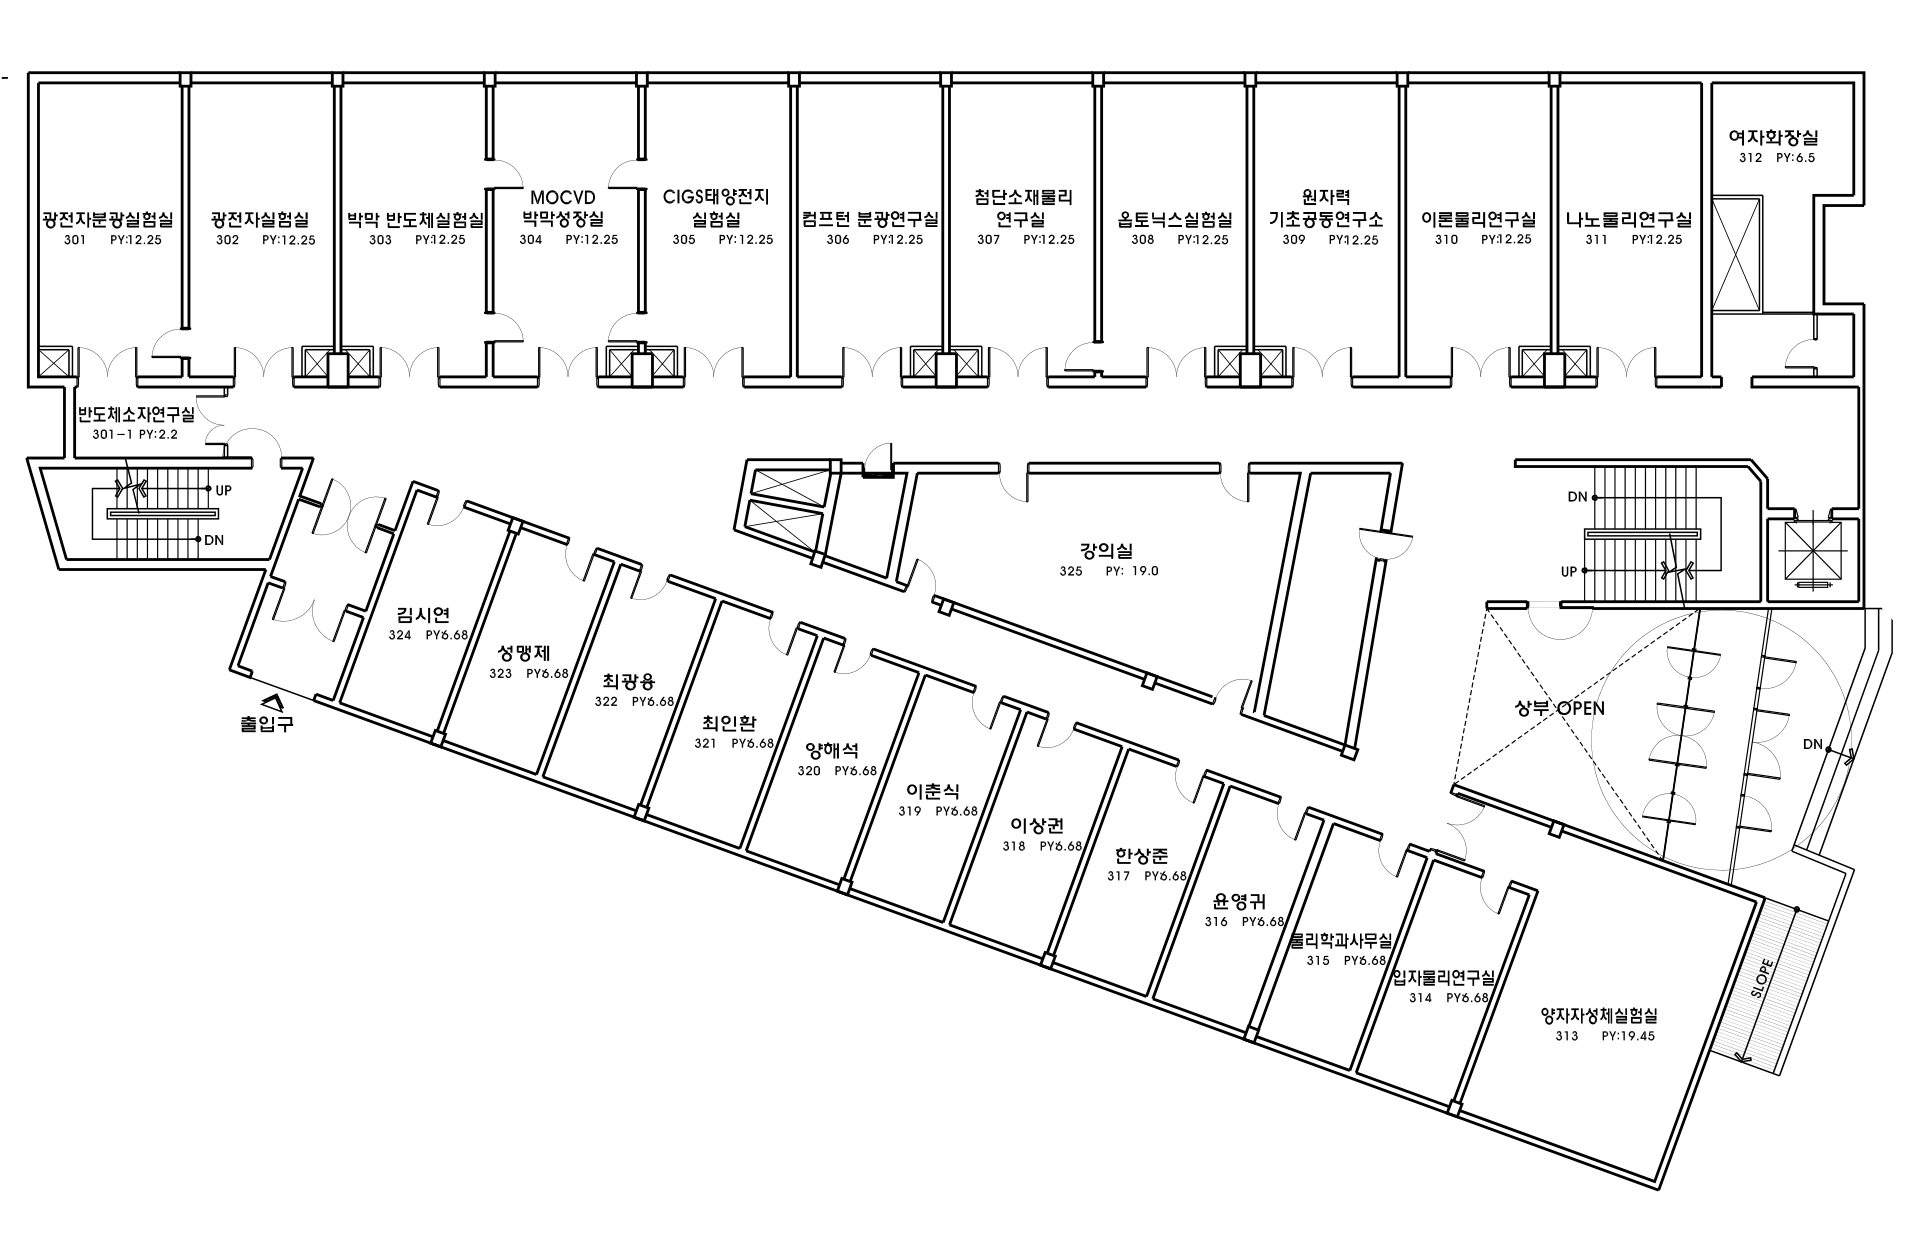 광전자분광실험실
301 PY:12.25
광전자실험실
302 PY:12.25
박막 반도체실험실
303 PY:12.25
MOCVD
박막성장실
304 PY:12.25
CIGS태양전지
실험실
305 PY:12.25
컴프턴 분광연구실
306 PY:12.25
첨단소재물리
연구실
307 PY:12.25
옵토닉스실험실
308 PY:12.25
원자력
기초공동연구소
309 PY:12.25
이론물리연구실
310 PY:12.25
나노물리연구실
311 PY:12.25
여자화장실
312 PY:6.5
반도체소자연구실
301-1 PY:2.2
UP
DN
출입구
김시연
324 PY6.68
성맹제
323 PY6.68
최광용
322 PY6.68
최인환
321 PY6.68
양해석
320 PY6.68
이춘식
319 PY6.68
이상권
318 PY6.68
한상준
317 PY6.68
윤영귀
316 PY6.68
물리학과사무실
315 PY6.68
입자물리연구실
314 PY6.68
양자자성체실험실
313 PY:19.45
강의실
325 PY: 19.0
DN
UP
상부 OPEN
DN
SLOPE